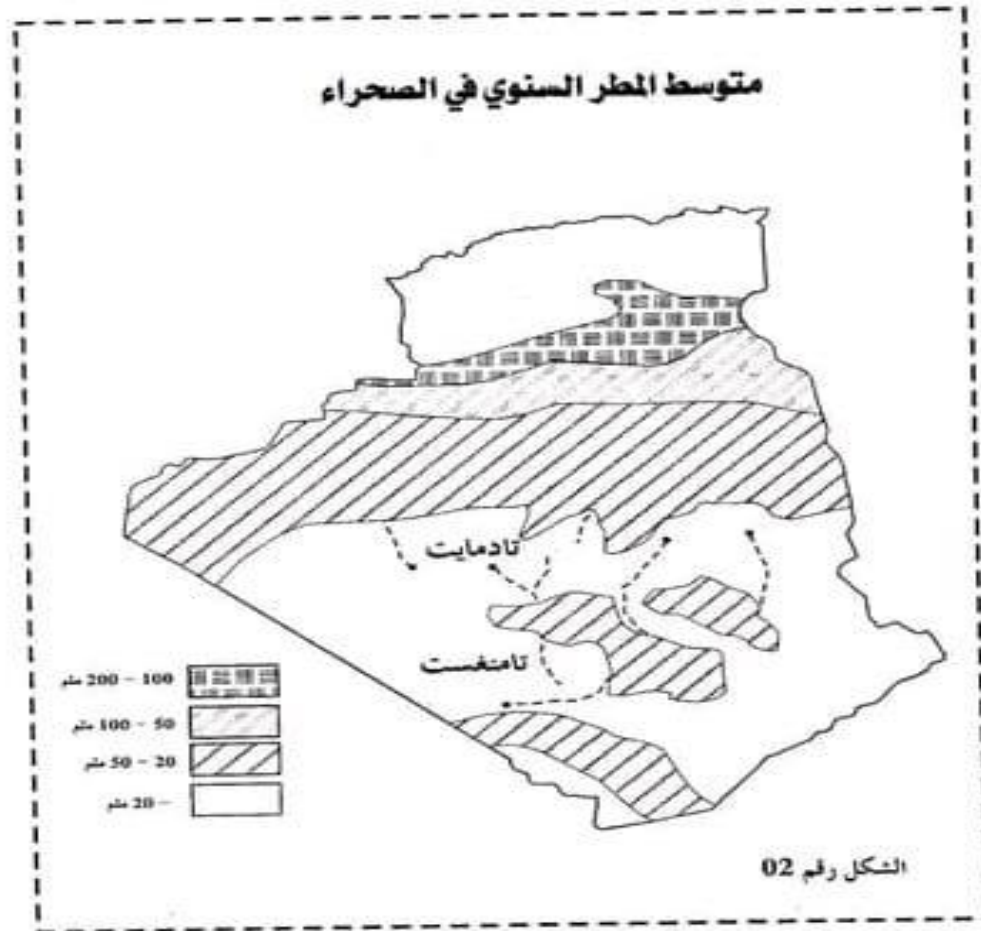 متوسط المطر السنوي في الصحراء
تادمايت
تامنغست
100 - 200 ملم
50 - 100 ملم
20 - 50 ملم
- 20 ملم
الشكل رقم 02